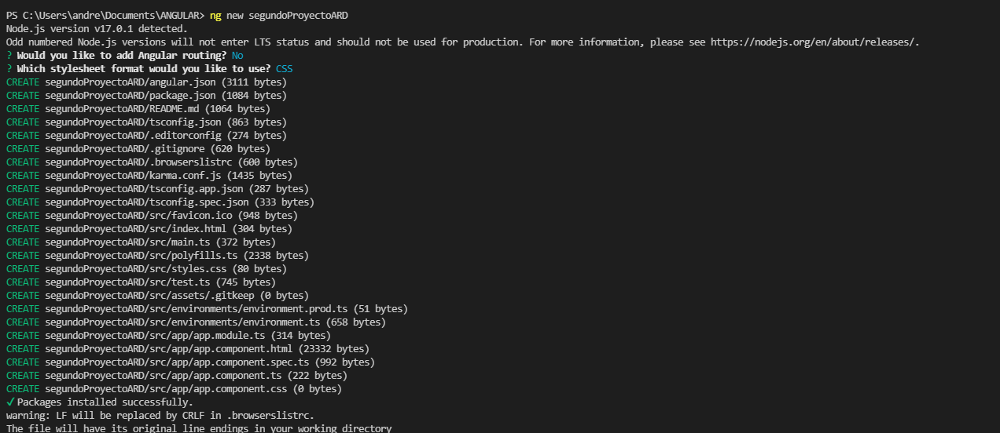 PS C:\Users\andre\Documents\ANGULAR> ng new segundoProyectoARD
Node.js version v17.0.1 detected.
Odd numbered Node.js versions will not enter LTS status and should not be used for production. For more information, please see https://nodejs.org/en/about/releases/.
? Would you like to add Angular routing? No
? Which stylesheet format would you like to use? CSS
CREATE segundoProyectoARD/angular.json (3111 bytes)
CREATE segundoProyectoARD/package.json (1084 bytes)
CREATE segundoProyectoARD/README.md (1064 bytes)
CREATE segundoProyectoARD/tsconfig.json (863 bytes)
CREATE segundoProyectoARD/.editorconfig (274 bytes)
CREATE segundoProyectoARD/.gitignore (620 bytes)
CREATE segundoProyectoARD/.browserslistrc (600 bytes)
CREATE segundoProyectoARD/karma.conf.js (1435 bytes)
CREATE segundoProyectoARD/tsconfig.app.json (287 bytes)
CREATE segundoProyectoARD/tsconfig.spec.json (333 bytes)
CREATE segundoProyectoARD/src/favicon.ico (948 bytes)
CREATE segundoProyectoARD/src/index.html (304 bytes)
CREATE segundoProyectoARD/src/main.ts (372 bytes)
CREATE segundoProyectoARD/src/polyfills.ts (2338 bytes)
CREATE segundoProyectoARD/src/styles.css (80 bytes)
CREATE segundoProyectoARD/src/test.ts (745 bytes)
CREATE segundoProyectoARD/src/assets/.gitkeep (0 bytes)
CREATE segundoProyectoARD/src/environments/environment.prod.ts (51 bytes)
CREATE segundoProyectoARD/src/environments/environment.ts (658 bytes)
CREATE segundoProyectoARD/src/app/app.module.ts (314 bytes)
CREATE segundoProyectoARD/src/app/app.component.html (23332 bytes)
CREATE segundoProyectoARD/src/app/app.component.spec.ts (992 bytes)
CREATE segundoProyectoARD/src/app/app.component.ts (222 bytes)
CREATE segundoProyectoARD/src/app/app.component.css (0 bytes)
✓ Packages installed successfully.
warning: LF will be replaced by CRLF in .browserslistrc.
The file will have its original line endings in your working directory